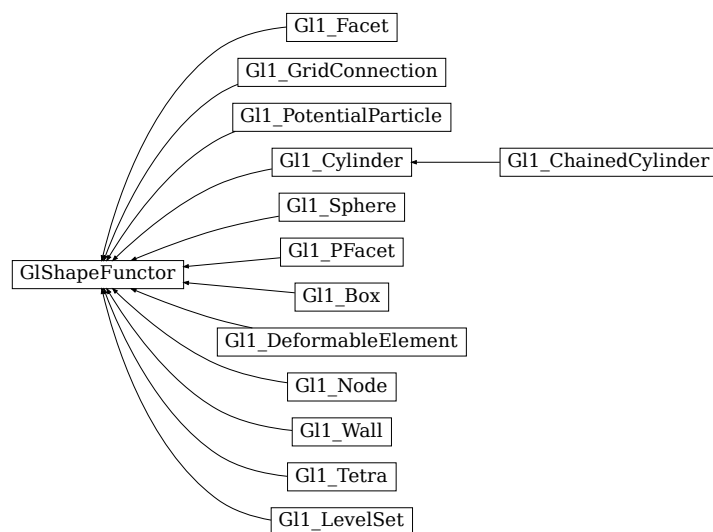 Gl1_Facet
Gl1_GridConnection
Gl1_PotentialParticle
Gl1_Cylinder
Gl1_ChainedCylinder
Gl1_Sphere
Gl1_PFacet
GlShapeFunctor
Gl1_Box
Gl1_DeformableElement
Gl1_Node
Gl1_Wall
Gl1_Tetra
Gl1_LevelSet